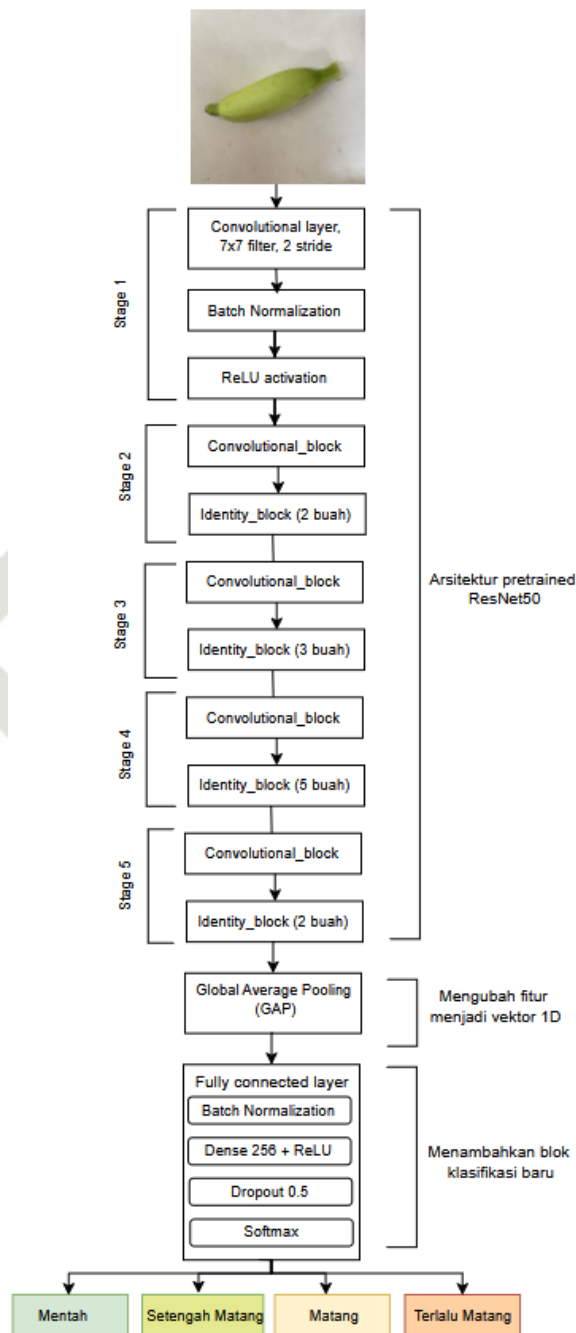 Stage 1
Convolutional layer,
7x7 filter, 2 stride
Batch Normalization
ReLU activation
Stage 2
Convolutional_block
Identity_block (2 buah)
Stage 3
Convolutional_block
Identity_block (3 buah)
Arsitektur pretrained
ResNet50
Stage 4
Convolutional_block
Identity_block (5 buah)
Stage 5
Convolutional_block
Identity_block (2 buah)
Global Average Pooling
(GAP)
Mengubah fitur
menjadi vektor 1D
Fully connected layer
Batch Normalization
Dense 256 + ReLU
Dropout 0.5
Softmax
Menambahkan blok
klasifikasi baru
Mentah
Setengah Matang
Matang
Terlalu Matang